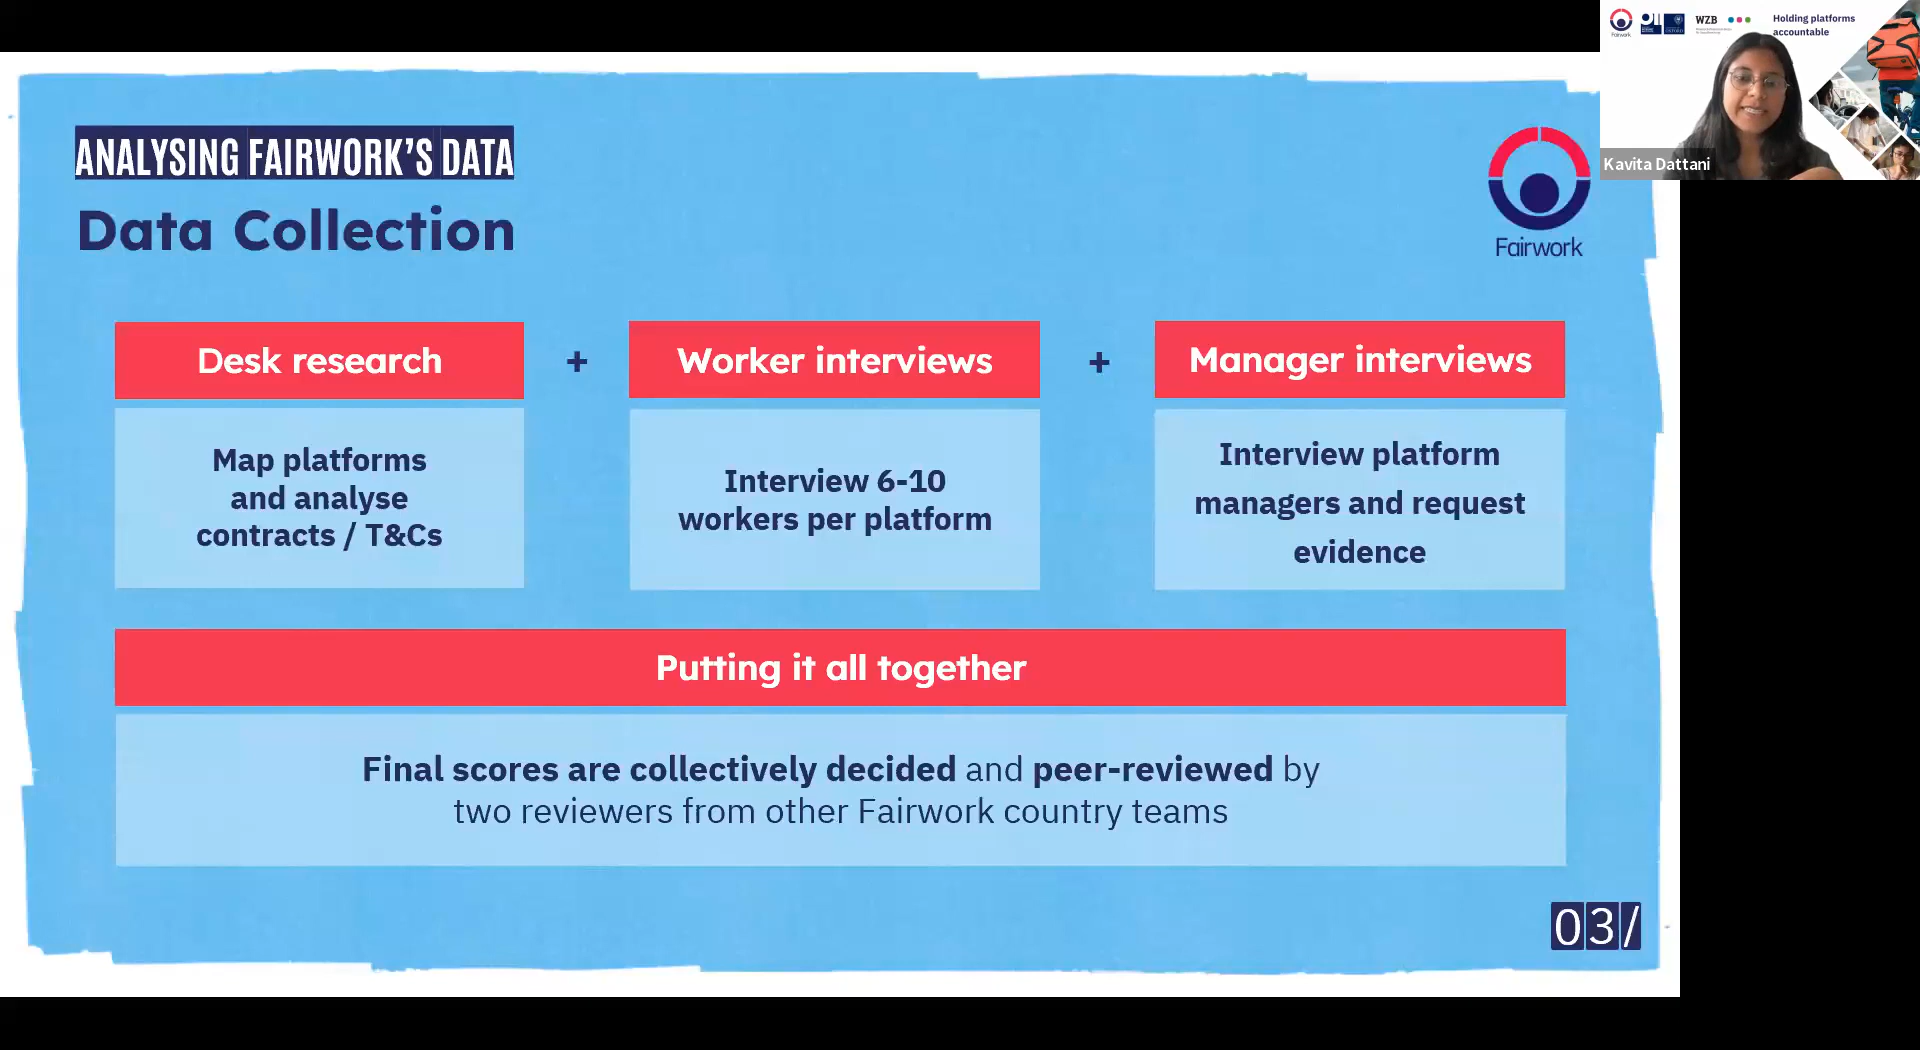 ANALYSING FAIRWORK'S DATA
Data Collection
Fairwork
Desk research
+
Worker interviews
+
Manager interviews
Map platforms
and analyse
contracts / T&Cs
Interview 6-10
workers per platform
Interview platform
managers and request
evidence
Putting it all together
Final scores are collectively decided and peer-reviewed by
two reviewers from other Fairwork country teams
03/
Fairwork
WZB
Holding platforms
accountable
Kavita Dattani